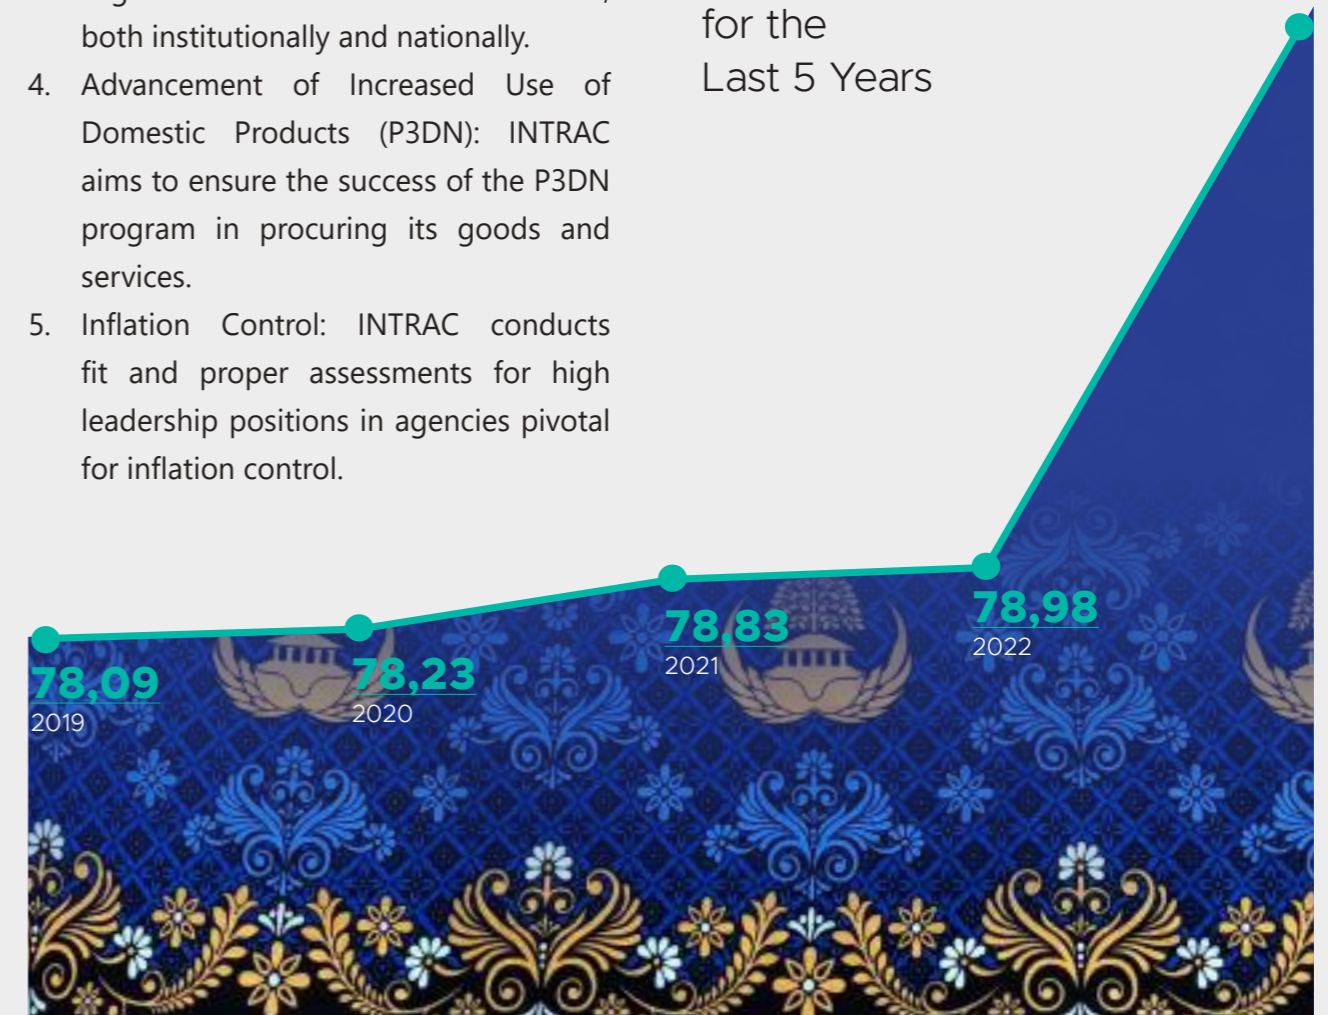 both institutionally and nationally.
4. Advancement of Increased Use of
Domestic Products (P3DN): INTRAC
aims to ensure the success of the P3DN
program in procuring its goods and
services.
5. Inflation Control: INTRAC conducts
fit and proper assessments for high
leadership positions in agencies pivotal
for inflation control.
for the
Last 5 Years
78,09
2019
78,23
2020
78,83
2021
78,98
2022